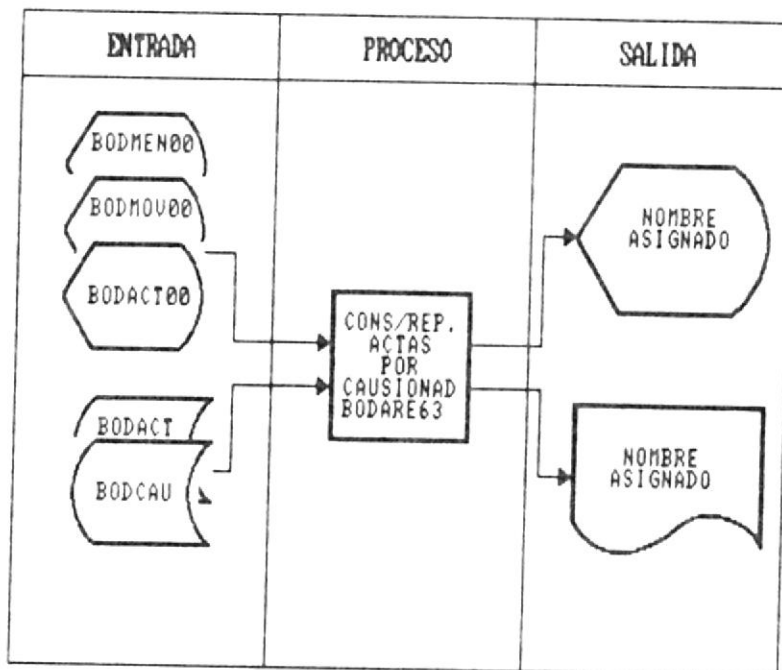 ENTRADA
PROCESO
SALIDA
BODMEN00
BODMOV00
BODACT00
BODACT
BODCAU
CONS/REP.
ACTAS
POR
CAUSIONAD
BODARE63
NOMBRE
ASIGNADO
NOMBRE
ASIGNADO